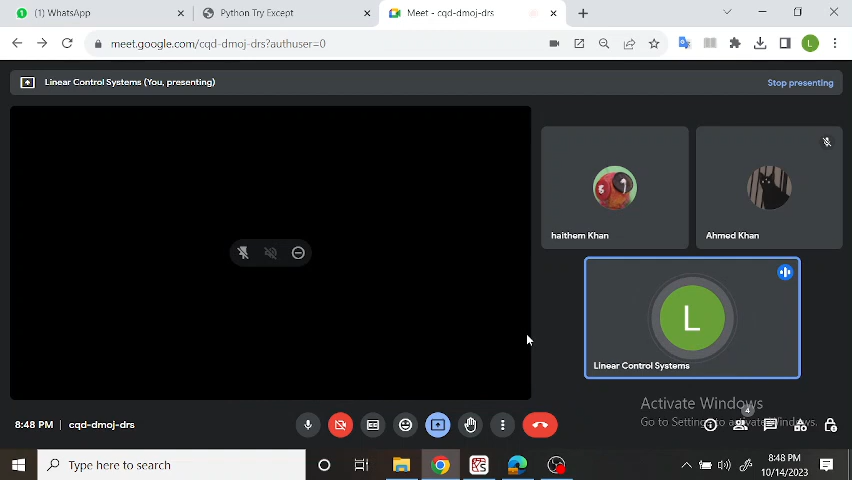 (1) WhatsApp
Python Try Except
Meet - cqd-dmoj-drs
meet.google.com/cqd-dmoj-drs?authuser=0
L
Linear Control Systems (You, presenting)
Stop presenting
haithem Khan
Ahmed Khan
L
Linear Control Systems
Activate Windows
Go to Settings to activate Windows.
8:48 PM | cqd-dmoj-drs
4
Type here to search
8:48 PM
10/14/2023